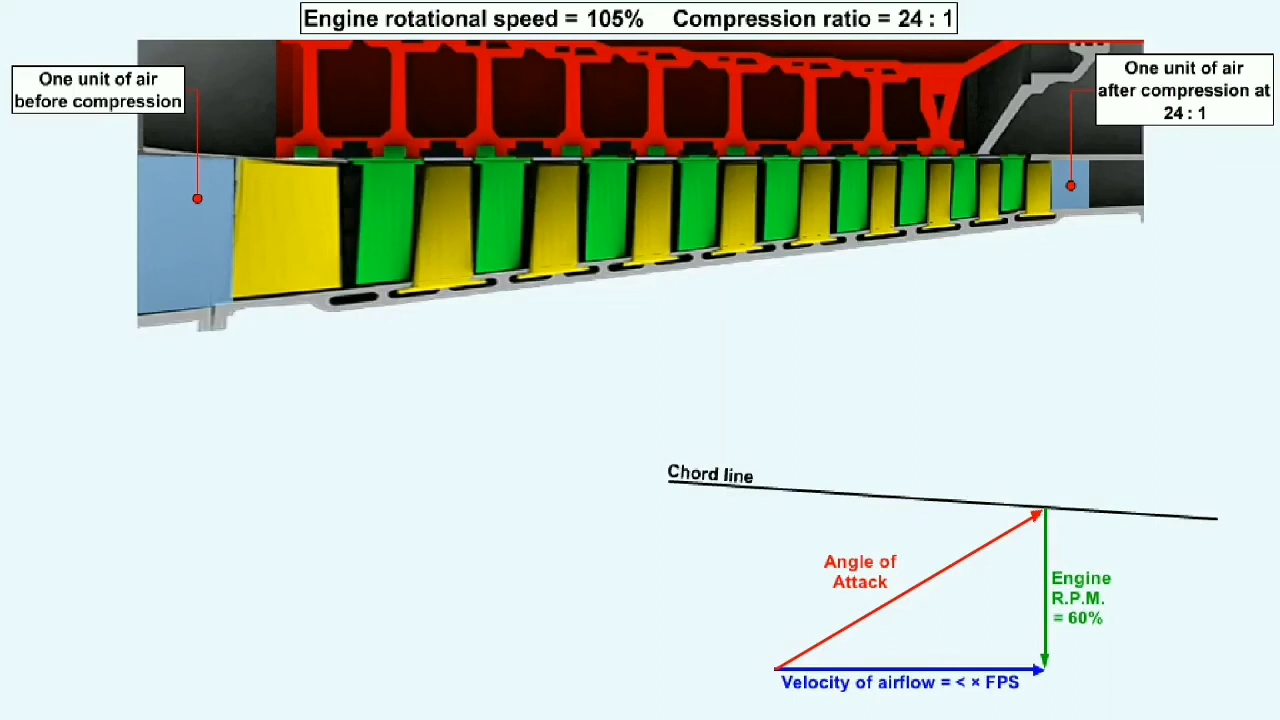 Engine rotational speed = 105% Compression ratio = 24 : 1
One unit of air
before compression
One unit of air
after compression at
24 : 1
Chord line
Angle of
Attack
Engine
R.P.M.
= 60%
Velocity of airflow = < × FPS